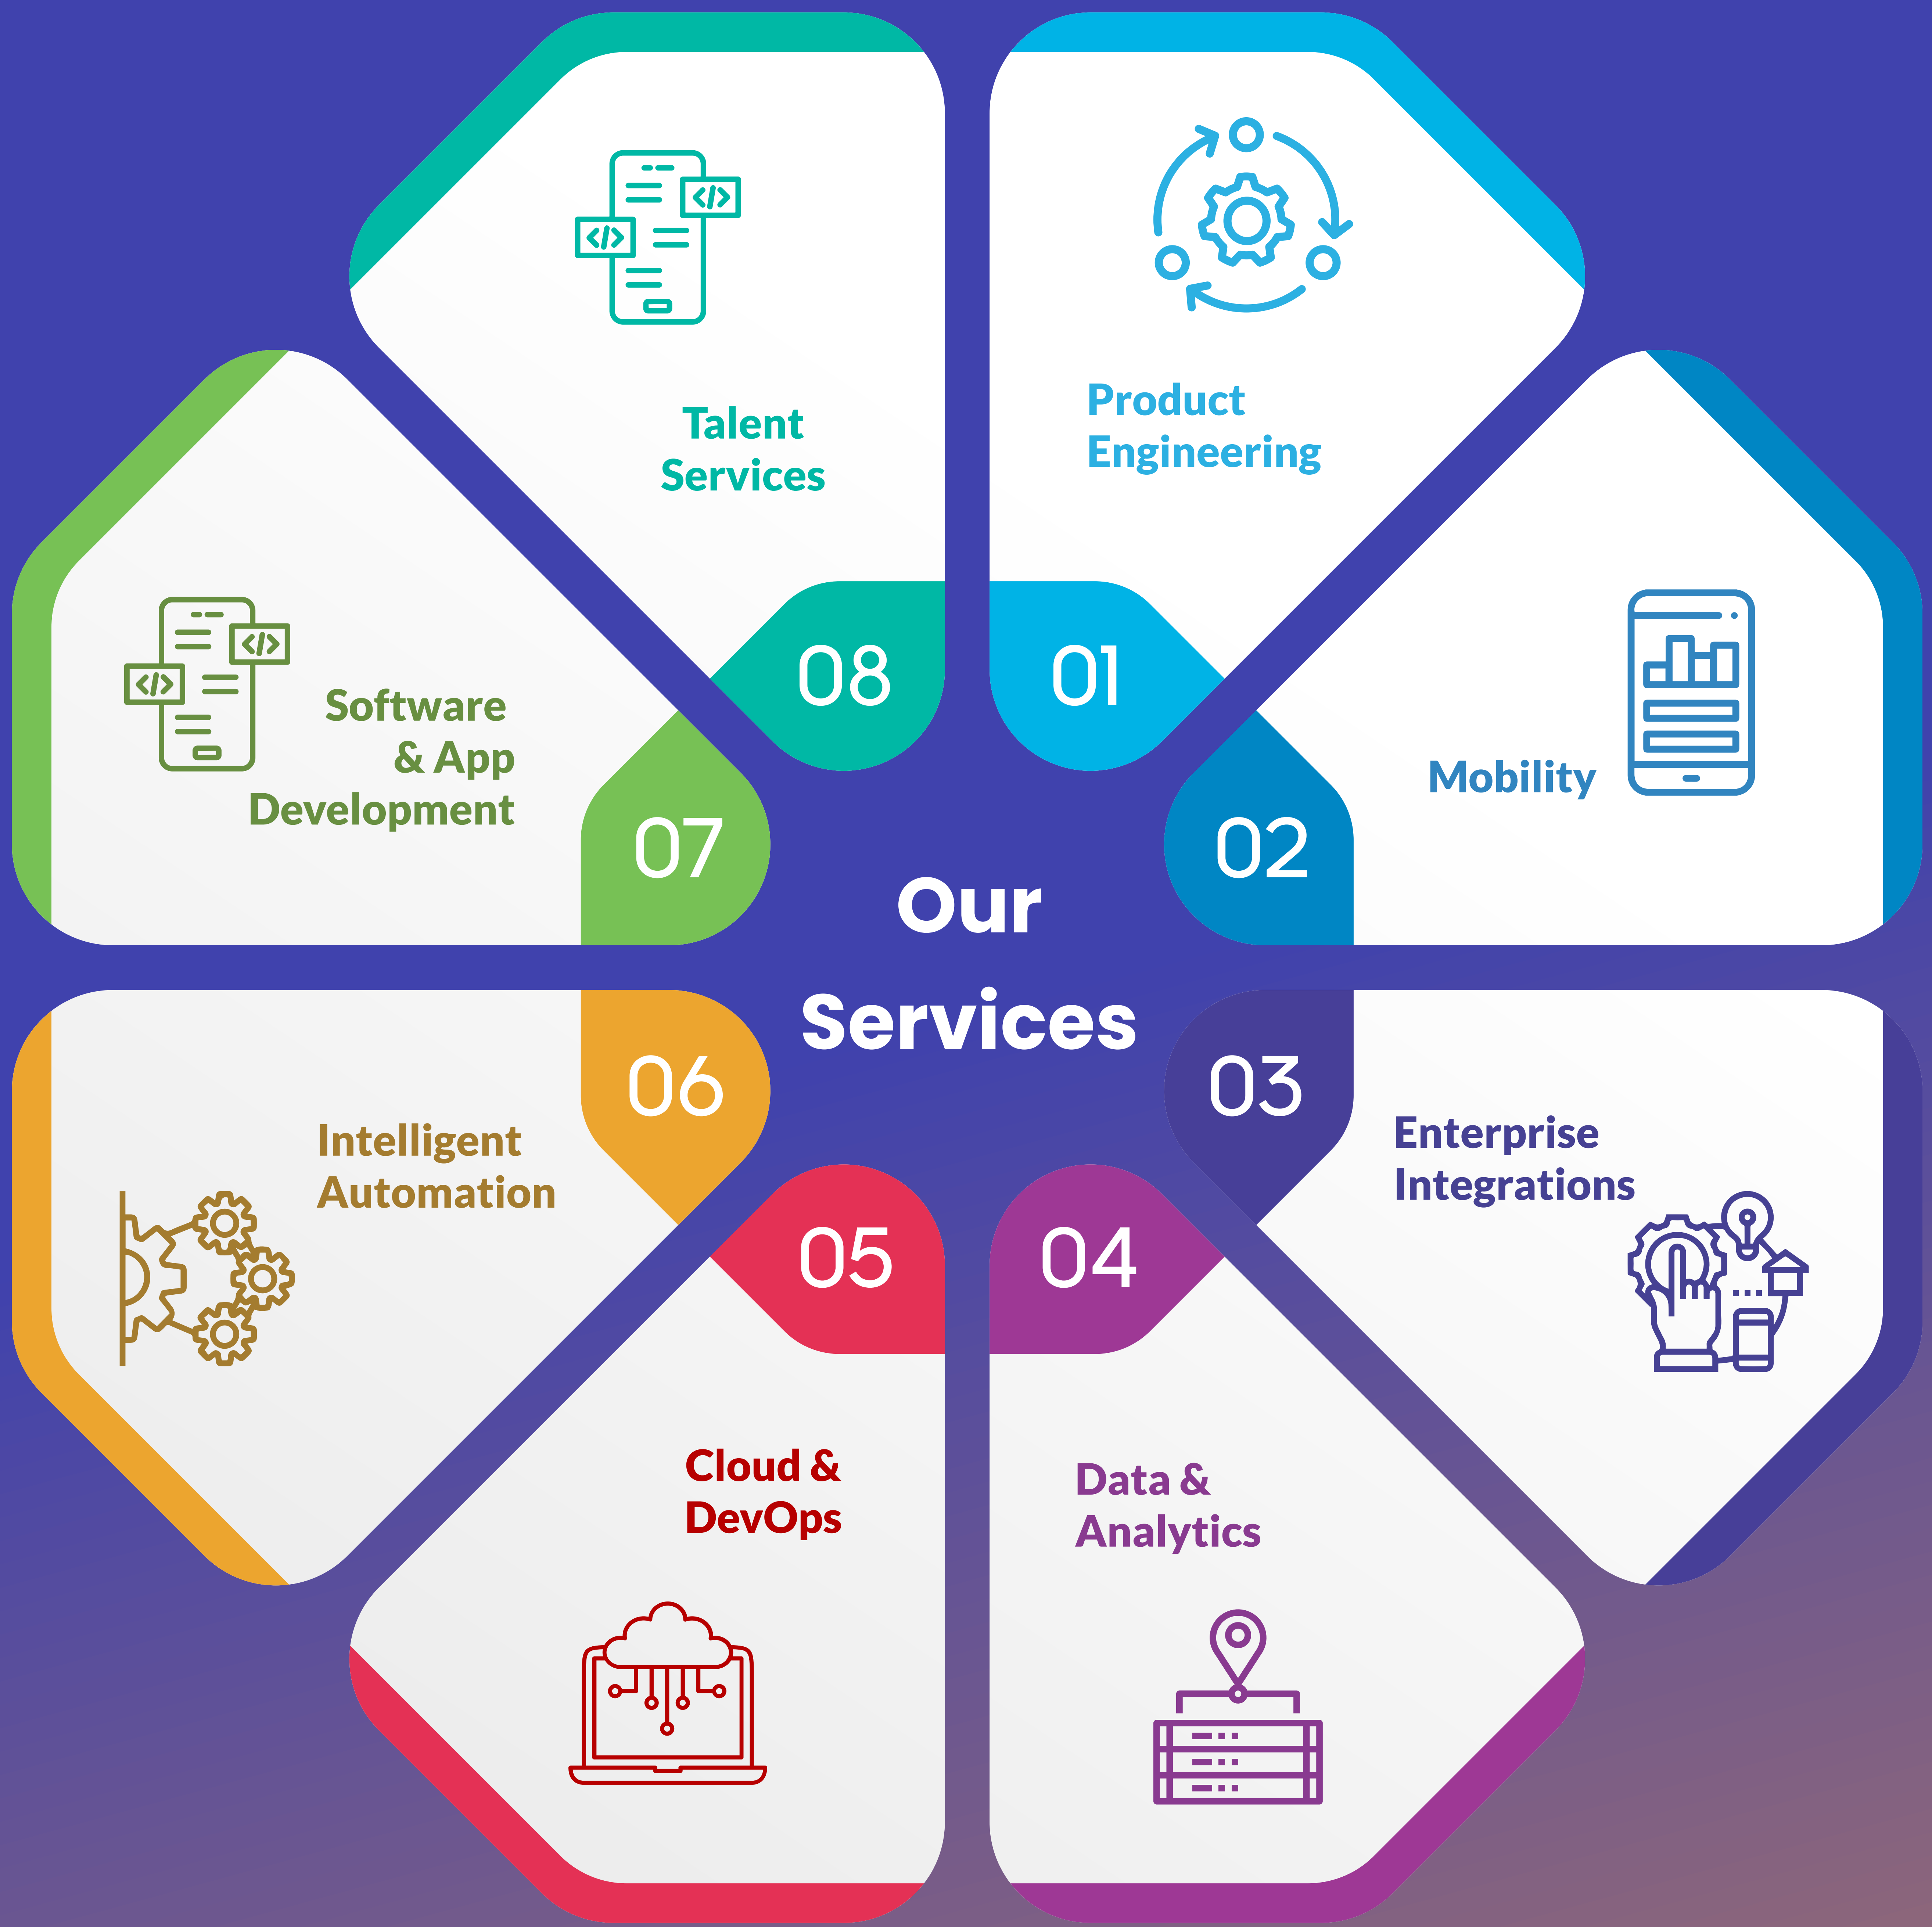 Our
Services
Product
Engineering
01
Mobility
02
03
Enterprise
Integrations
04
Data &
Analytics
05
Cloud &
DevOps
06
Intelligent
Automation
Software
& App
Development
07
Talent
Services
08